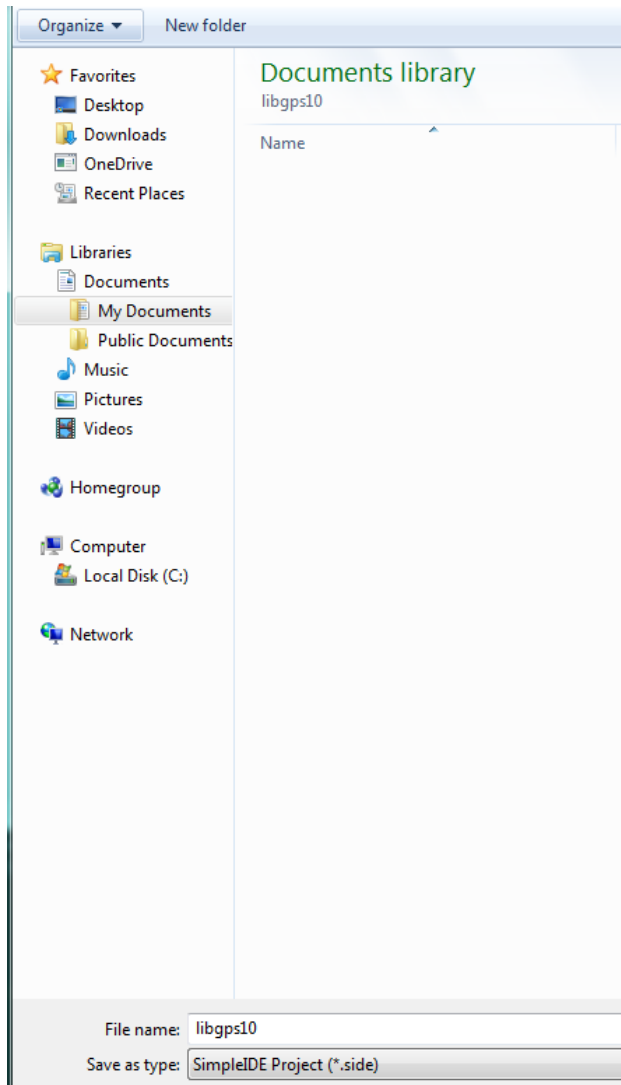 Organize New folder
Favorites
Desktop
Downloads
OneDrive
Recent Places
Libraries
Documents
My Documents
Public Documents
Music
Pictures
Videos
Homegroup
Computer
Local Disk (C:)
Network
Documents library
libgps10
Name
File name: libgps10
Save as type: SimpleIDE Project (*.side)